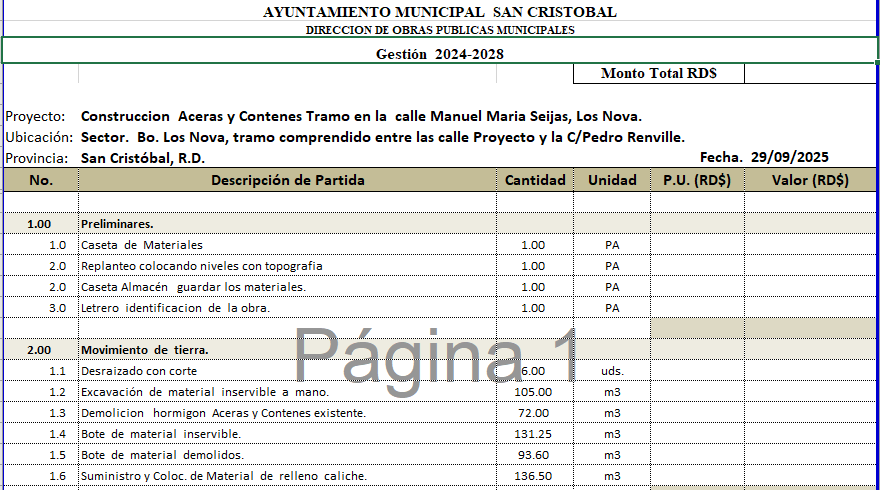 AYUNTAMIENTO MUNICIPAL SAN CRISTOBAL
DIRECCION DE OBRAS PUBLICAS MUNICIPALES
Gestión 2024-2028
Monto Total RD$
Proyecto: Construccion Aceras y Contenes Tramo en la calle Manuel Maria Seijas, Los Nova.
Ubicación: Sector. Bo. Los Nova, tramo comprendido entre las calle Proyecto y la C/Pedro Renville.
Provincia: San Cristóbal, R.D. Fecha. 29/09/2025
No. Descripción de Partida Cantidad Unidad P.U. (RD$) Valor (RD$)
1.00 Preliminares.
1.0 Caseta de Materiales 1.00 PA
2.0 Replanteo colocando niveles con topografia 1.00 PA
2.0 Caseta Almacén guardar los materiales. 1.00 PA
3.0 Letrero identificacion de la obra. 1.00 PA
2.00 Movimiento de tierra.
Página 1
1.1 Desraizado con corte 6.00 uds.
1.2 Excavación de material inservible a mano. 105.00 m3
1.3 Demolicion hormigon Aceras y Contenes existente. 72.00 m3
1.4 Bote de material inservible. 131.25 m3
1.5 Bote de material demolidos. 93.60 m3
1.6 Suministro y Coloc. de Material de relleno caliche. 136.50 m3